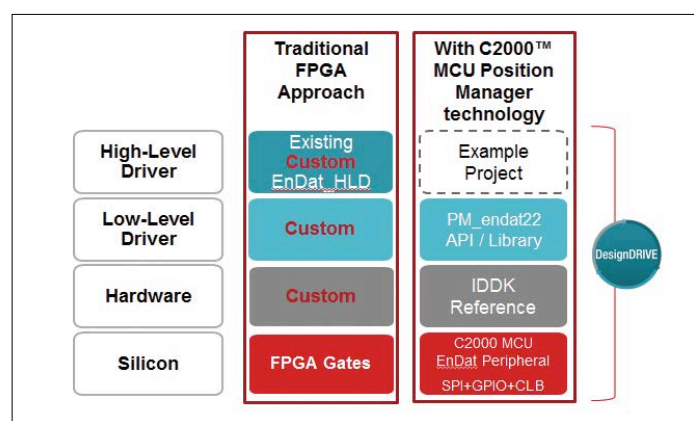 Traditional
FPGA
Approach
With C2000™
MCU Position
Manager
technology
High-Level
Driver
Existing
Custom
EnDat_HLD
Example
Project
Low-Level
Driver
Custom
PM_endat22
API / Library
DesignDRIVE
Hardware
Custom
IDDK
Reference
Silicon
FPGA Gates
C2000 MCU
EnDat Peripheral
SPI+GPIO+CLB